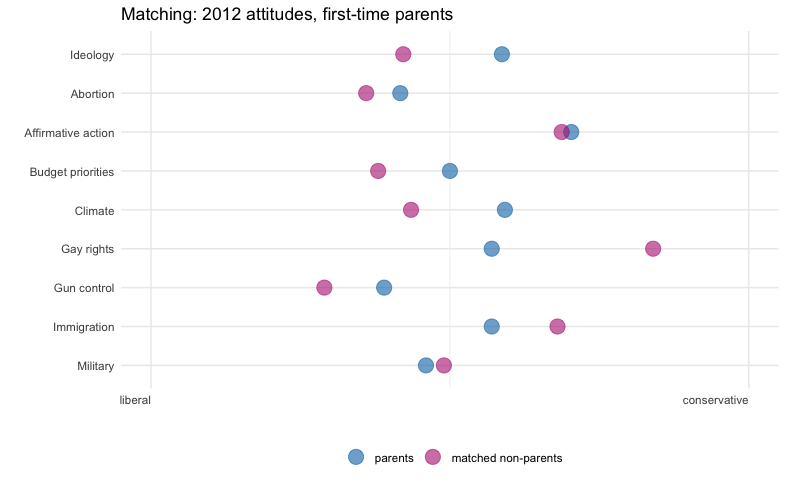 Matching: 2012 attitudes, first-time parents
Ideology
Abortion
Affirmative action
Budget priorities
Climate
Gay rights
Gun control
Immigration
Military
liberal conservative
parents matched non-parents